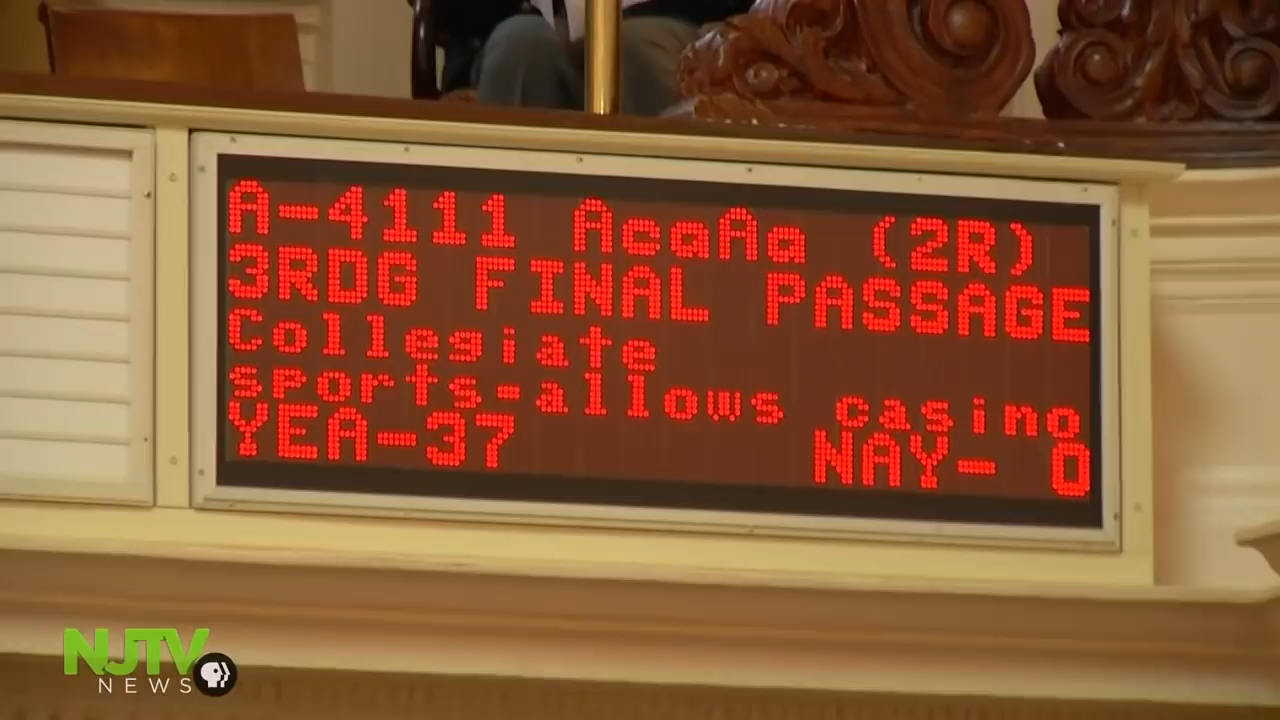 A-4111 AcaAa (2R)
3RDG FINAL PASSAGE
Collegiate
sports-allows casino
YEA-37 NAY- 0
NJTV
NEWS